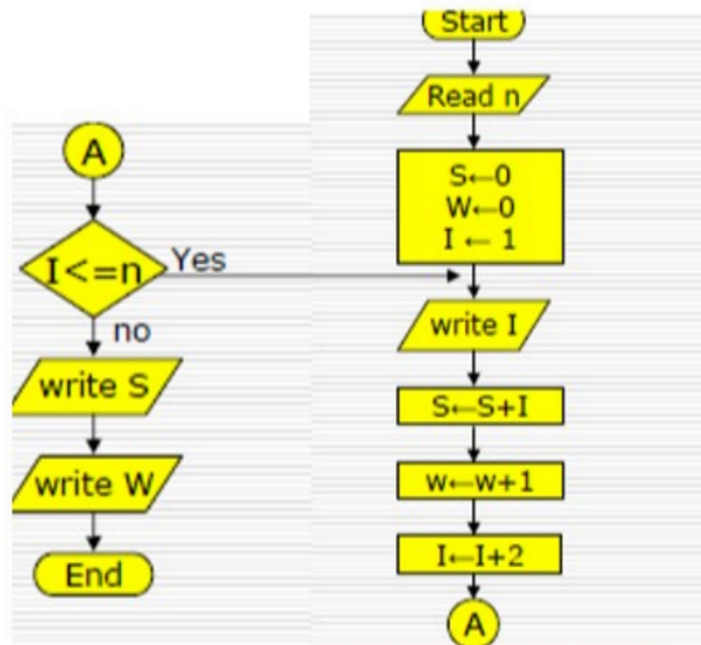 Start
Read n
S←0
W←0
I ← 1
write I
S←S+I
w←w+1
I←I+2
A
A
I<=n
Yes
no
write S
write W
End